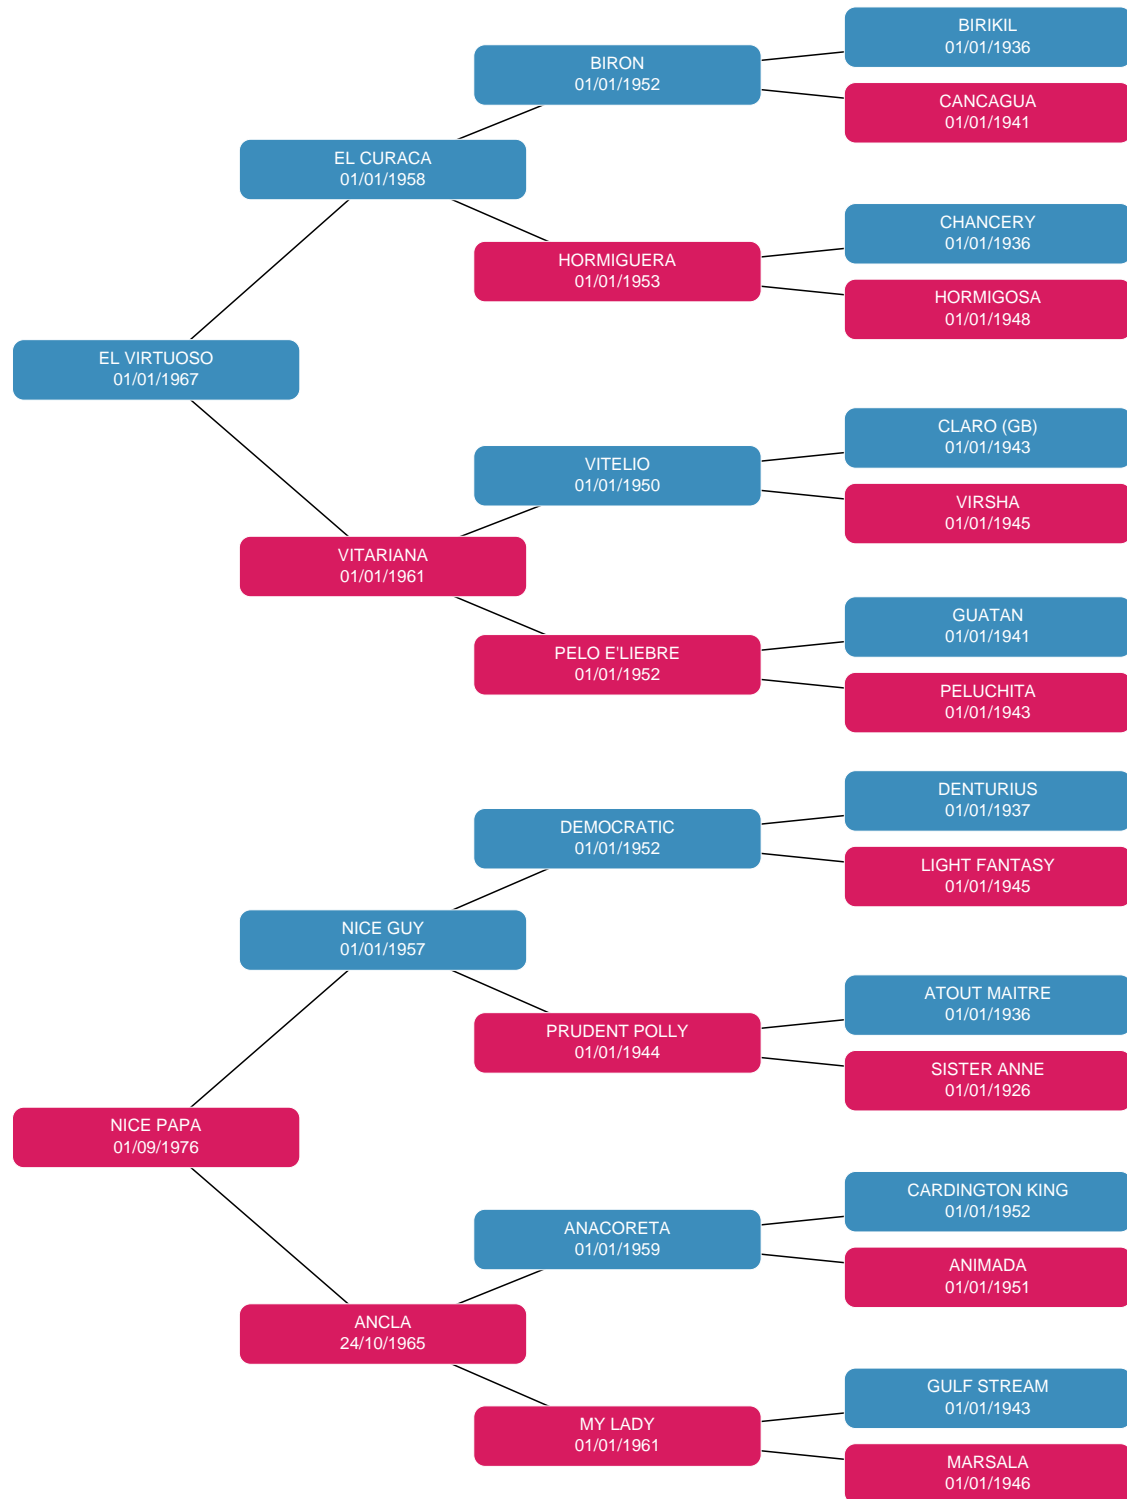 BIRIKIL
01/01/1936
BIRON
01/01/1952
CANCAGUA
01/01/1941
EL CURACA
01/01/1958
CHANCERY
01/01/1936
HORMIGUERA
01/01/1953
HORMIGOSA
01/01/1948
EL VIRTUOSO
01/01/1967
CLARO (GB)
01/01/1943
VITELIO
01/01/1950
VIRSHA
01/01/1945
VITARIANA
01/01/1961
GUATAN
01/01/1941
PELO E'LIEBRE
01/01/1952
PELUCHITA
01/01/1943
DENTURIUS
01/01/1937
DEMOCRATIC
01/01/1952
LIGHT FANTASY
01/01/1945
NICE GUY
01/01/1957
ATOUT MAITRE
01/01/1936
PRUDENT POLLY
01/01/1944
SISTER ANNE
01/01/1926
NICE PAPA
01/09/1976
CARDINGTON KING
01/01/1952
ANACORETA
01/01/1959
ANIMADA
01/01/1951
ANCLA
24/10/1965
GULF STREAM
01/01/1943
MY LADY
01/01/1961
MARSALA
01/01/1946